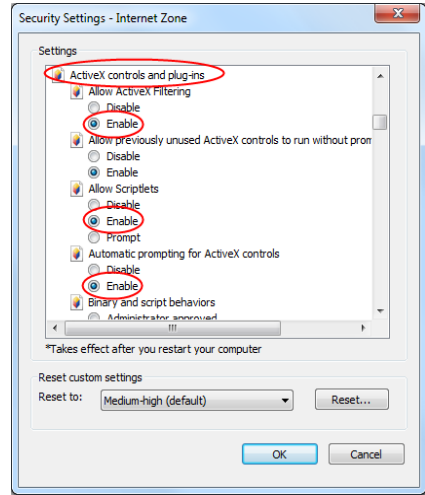 Security Settings - Internet Zone
Settings
ActiveX controls and plug-ins
Allow ActiveX Filtering
Disable
Enable
Allow previously unused ActiveX controls to run without prom
Disable
Enable
Allow Scriptlets
Disable
Enable
Prompt
Automatic prompting for ActiveX controls
Disable
Enable
Binary and script behaviors
Administrator approved
*Takes effect after you restart your computer
Reset custom settings
Reset to:
Medium-high (default)
Reset...
OK
Cancel